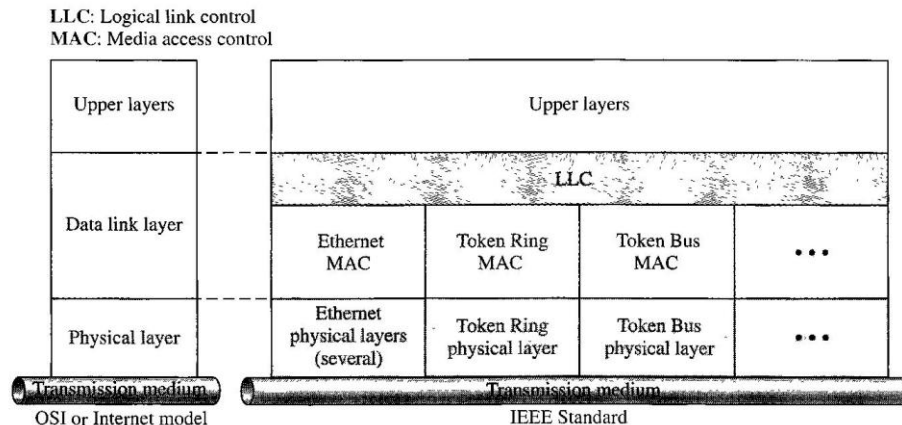 LLC: Logical link control
MAC: Media access control
Upper layers
Upper layers
LLC
Data link layer
Ethernet
MAC
Token Ring
MAC
Token Bus
MAC
•••
Physical layer
Ethernet
physical layers
(several)
Token Ring
physical layer
Token Bus
physical layer
•••
Transmission medium
Transmission medium
OSI or Internet model
IEEE Standard